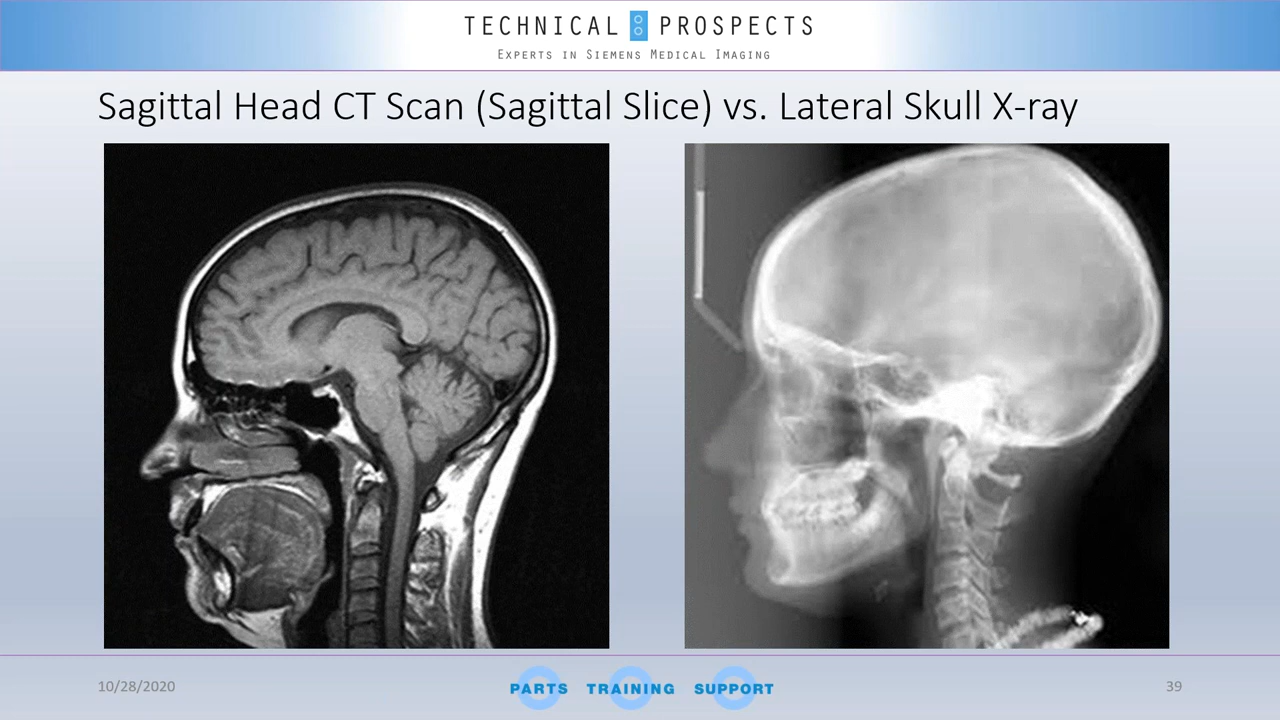 TECHNICAL PROSPECTS
EXPERTS IN SIEMENS MEDICAL IMAGING
Sagittal Head CT Scan (Sagittal Slice) vs. Lateral Skull X-ray
10/28/2020
PARTS TRAINING SUPPORT
39